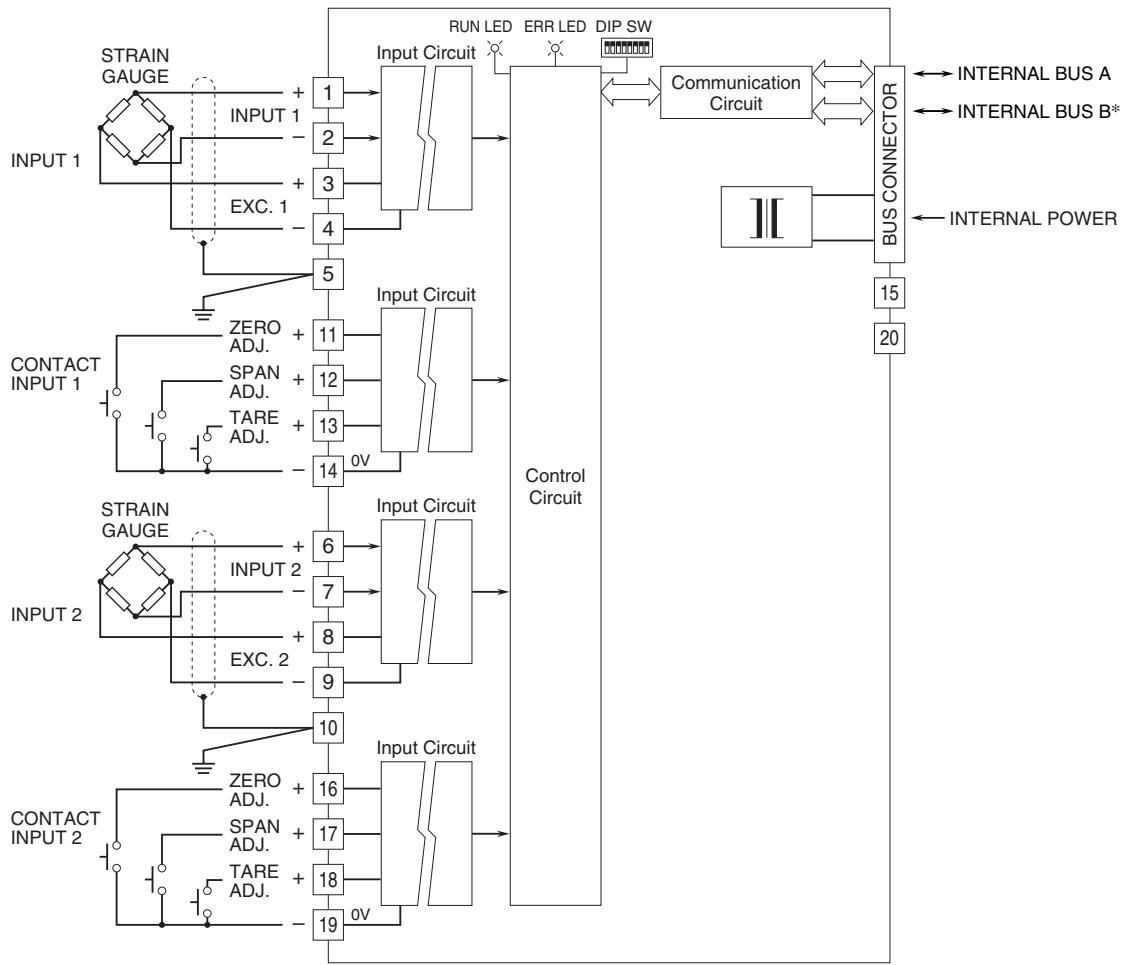 RUN LED ERR LED DIP SW
STRAIN
GAUGE
Input Circuit
INPUT 1
+ 1
INPUT 1
− 2
+ 3
EXC. 1
− 4
5
Communication
Circuit
BUS CONNECTOR
INTERNAL BUS A
INTERNAL BUS B*
INTERNAL POWER
15
20
Input Circuit
CONTACT
INPUT 1
ZERO
ADJ.
+ 11
SPAN
ADJ.
+ 12
TARE
ADJ.
+ 13
− 14 0V
Control
Circuit
STRAIN
GAUGE
Input Circuit
INPUT 2
+ 6
INPUT 2
− 7
+ 8
EXC. 2
− 9
10
Input Circuit
CONTACT
INPUT 2
ZERO
ADJ.
+ 16
SPAN
ADJ.
+ 17
TARE
ADJ.
+ 18
− 19 0V